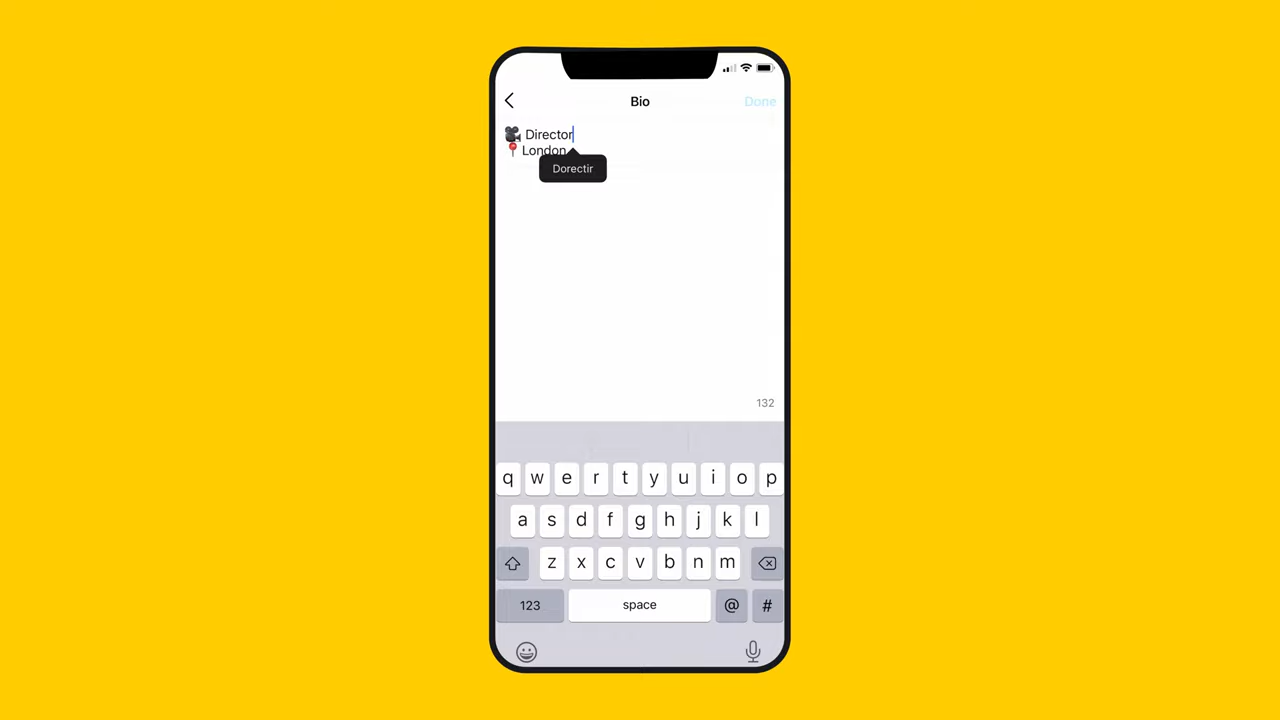 Bio
Done
🎥 Director
📍 London
Dorectir
132
q w e r t y u i o p
a s d f g h j k l
z x c v b n m
123 space @ #